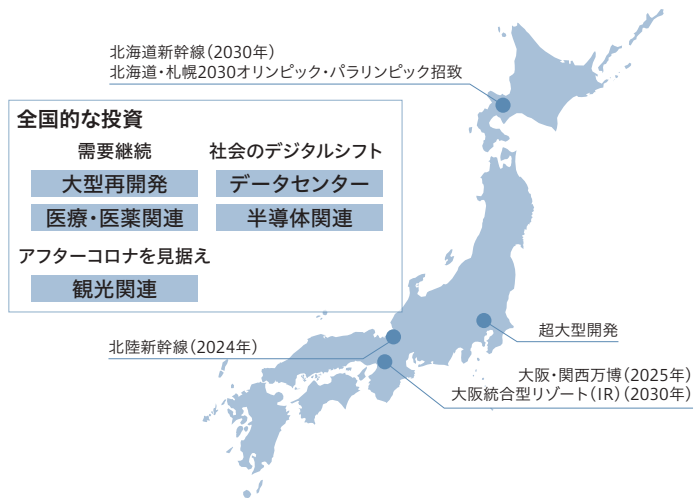 北海道新幹線（2030年）
北海道・札幌2030オリンピック・パラリンピック招致
全国的な投資
需要継続
大型再開発
医療・医薬関連
社会のデジタルシフト
データセンター
半導体関連
アフターコロナを見据え
観光関連
超大型開発
北陸新幹線（2024年）
大阪・関西万博（2025年）
大阪統合型リゾート（IR）（2030年）